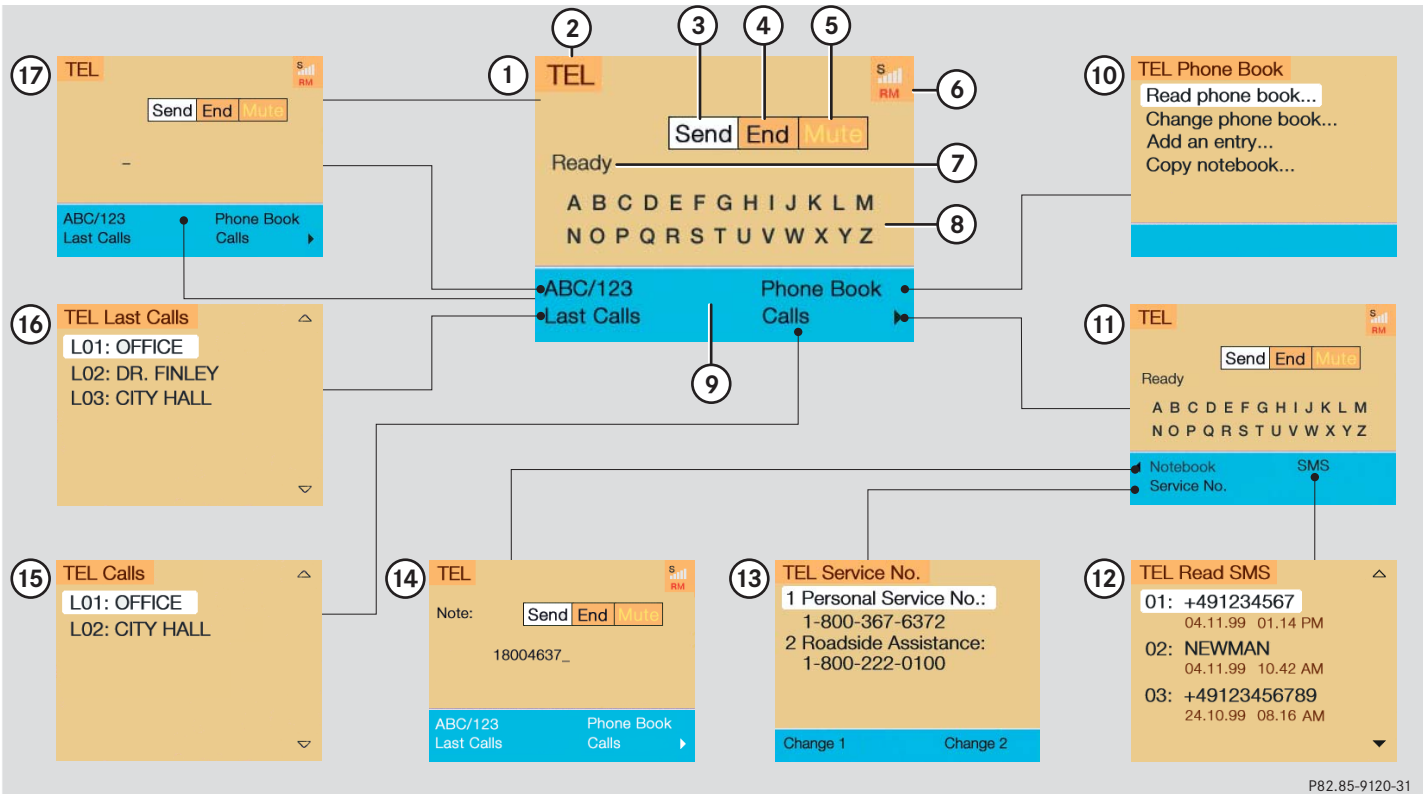 17
TEL
S
RM
Send End Mute
_
ABC/123 Phone Book
Last Calls Calls
1
2
3
4
5
TEL
S
RM
6
Send End Mute
Ready
7
A B C D E F G H I J K L M
N O P Q R S T U V W X Y Z
8
ABC/123 Phone Book
Last Calls Calls
9
10
TEL Phone Book
Read phone book...
Change phone book...
Add an entry...
Copy notebook...
16
TEL Last Calls
L01: OFFICE
L02: DR. FINLEY
L03: CITY HALL
11
TEL
S
RM
Send End Mute
Ready
A B C D E F G H I J K L M
N O P Q R S T U V W X Y Z
Notebook SMS
Service No.
15
TEL Calls
L01: OFFICE
L02: CITY HALL
14
TEL
S
RM
Note: Send End Mute
18004637_
ABC/123 Phone Book
Last Calls Calls
13
TEL Service No.
1 Personal Service No.:
1-800-367-6372
2 Roadside Assistance:
1-800-222-0100
Change 1 Change 2
12
TEL Read SMS
01: +491234567
04.11.99 01.14 PM
02: NEWMAN
04.11.99 10.42 AM
03: +49123456789
24.10.99 08.16 AM
P82.85-9120-31